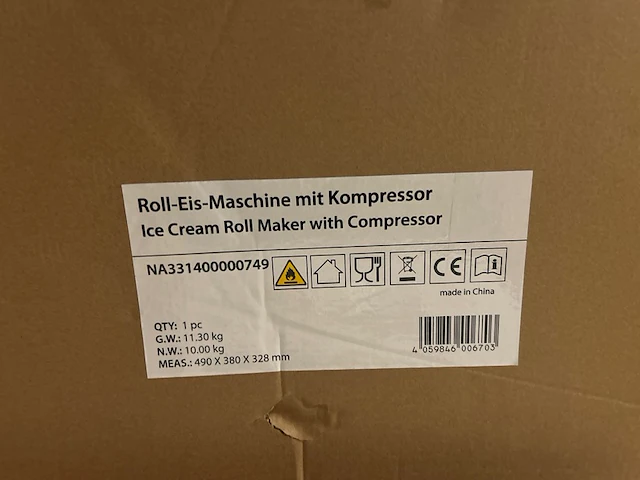 Roll-Eis-Maschine mit Kompressor
Ice Cream Roll Maker with Compressor
NA331400000749
CE
i
made in China
QTY: 1 pc
G.W.: 11.30 kg
N.W.: 10.00 kg
MEAS.: 490 X 380 X 328 mm
4 059846 006703